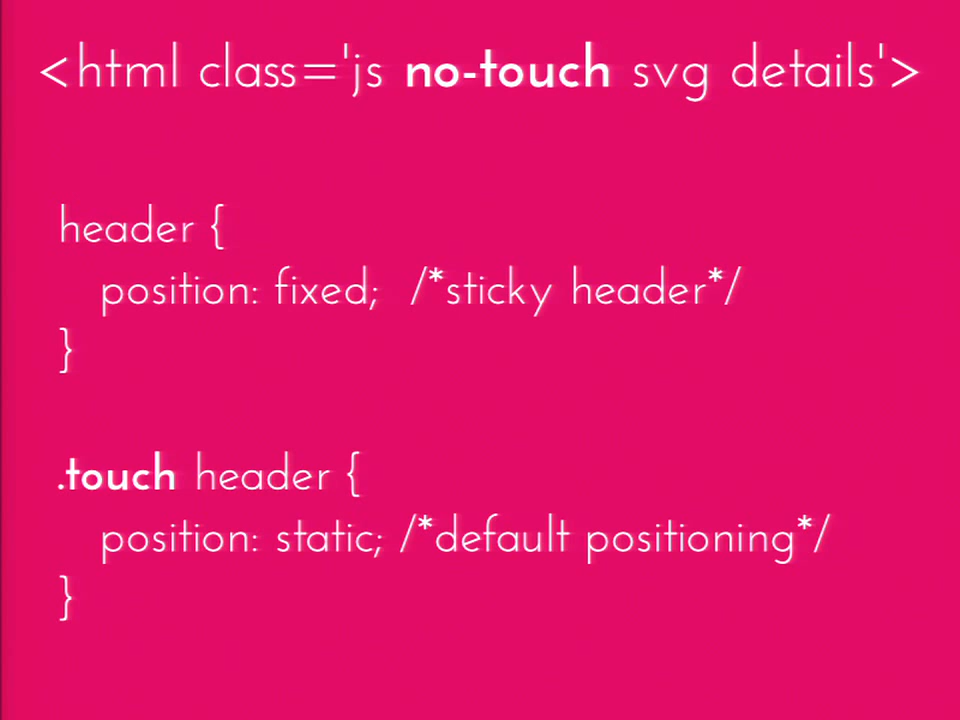 <html class='js no-touch svg details'>
header {
position: fixed;  /*sticky header*/
}
.touch header {
position: static; /*default positioning*/
}